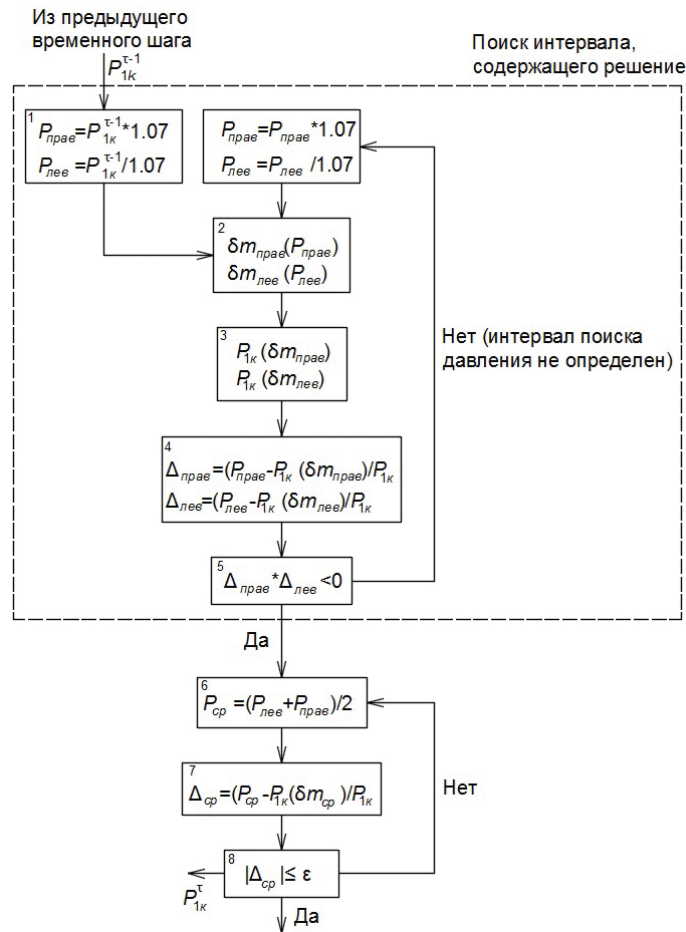 Из предыдущего
временного шага
P₁ₖ^τ-1
Поиск интервала,
содержащего решение
1
Pправ=P₁ₖ^τ-1*1.07
Pлев=P₁ₖ^τ-1/1.07
Pправ=Pправ*1.07
Pлев=Pлев /1.07
2
δmправ(Pправ)
δmлев (Pлев)
3
P₁к (δmправ)
P₁к (δmлев)
Нет (интервал поиска
давления не определен)
4
Δправ=(Pправ-P₁к (δmправ)/P₁к
Δлев=(Pлев-P₁к (δmлев)/P₁к
5
Δправ*Δлев<0
Да
6
Pср=(Pлев+Pправ)/2
7
Δср=(Pср-P₁к(δmср)/P₁к
Нет
8
|Δср|≤ ε
P₁к^τ
Да